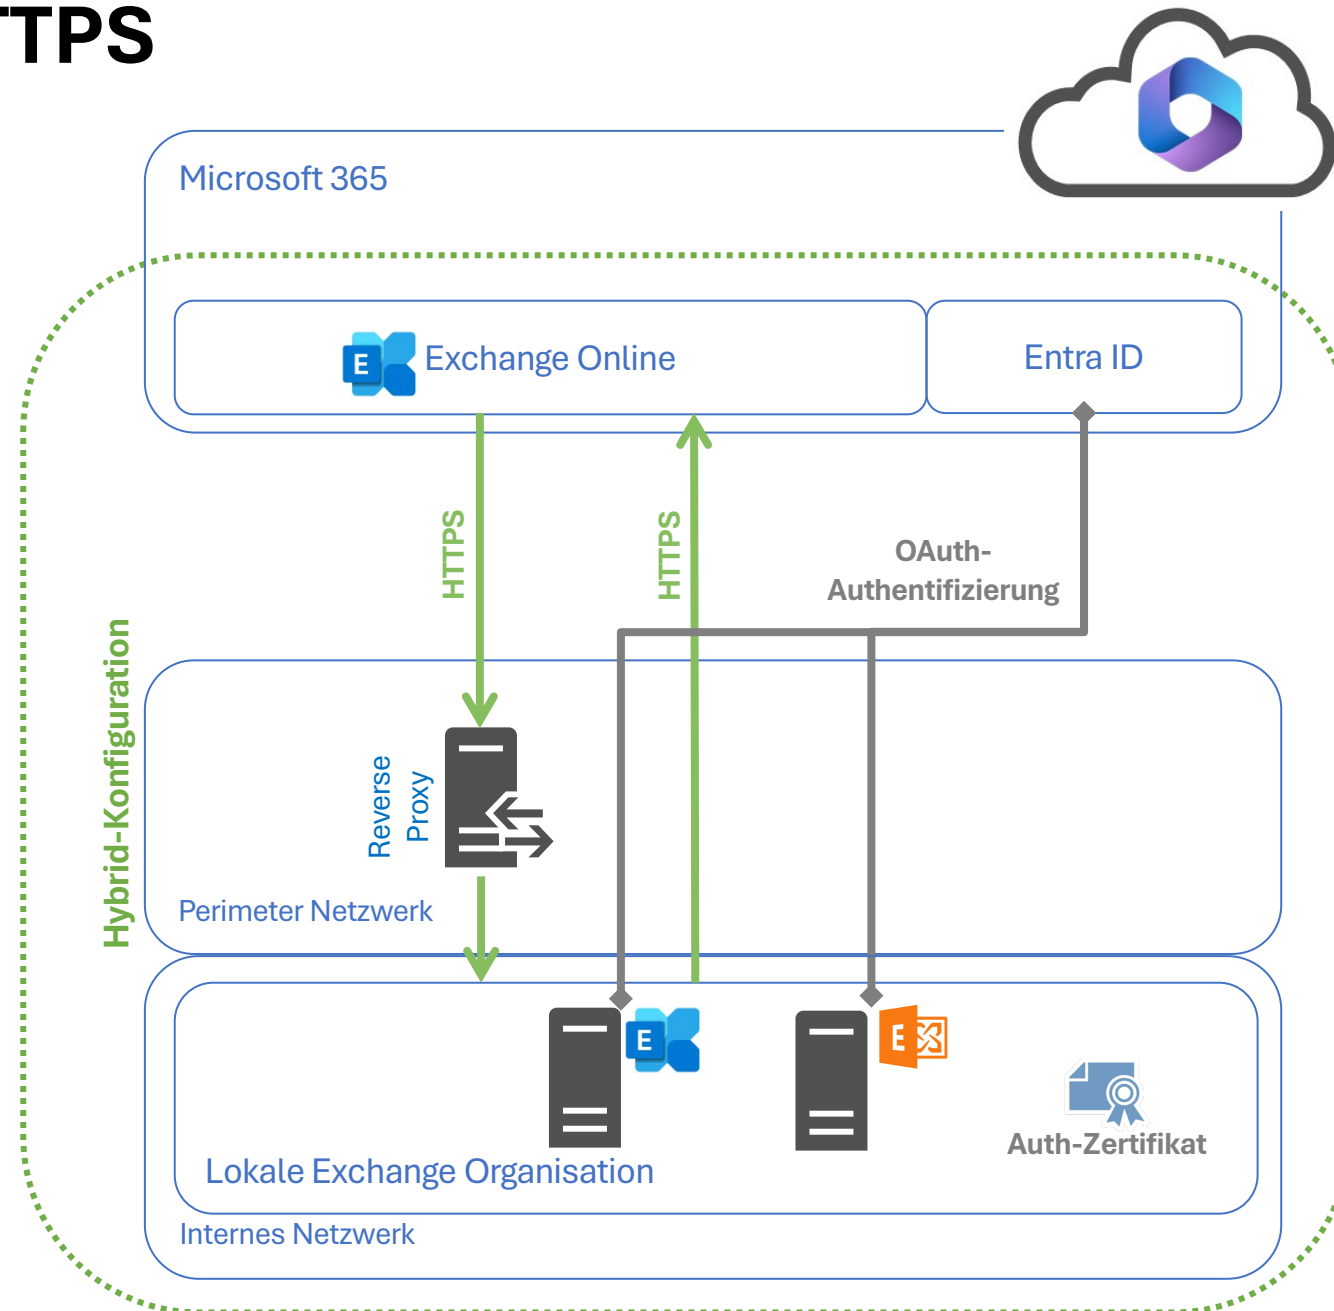 TTPS
Microsoft 365
E
Exchange Online
Entra ID
HTTPS
HTTPS
OAuth-
Authentifizierung
Hybrid-Konfiguration
Reverse
Proxy
Perimeter Netzwerk
E
E
Auth-Zertifikat
Lokale Exchange Organisation
Internes Netzwerk